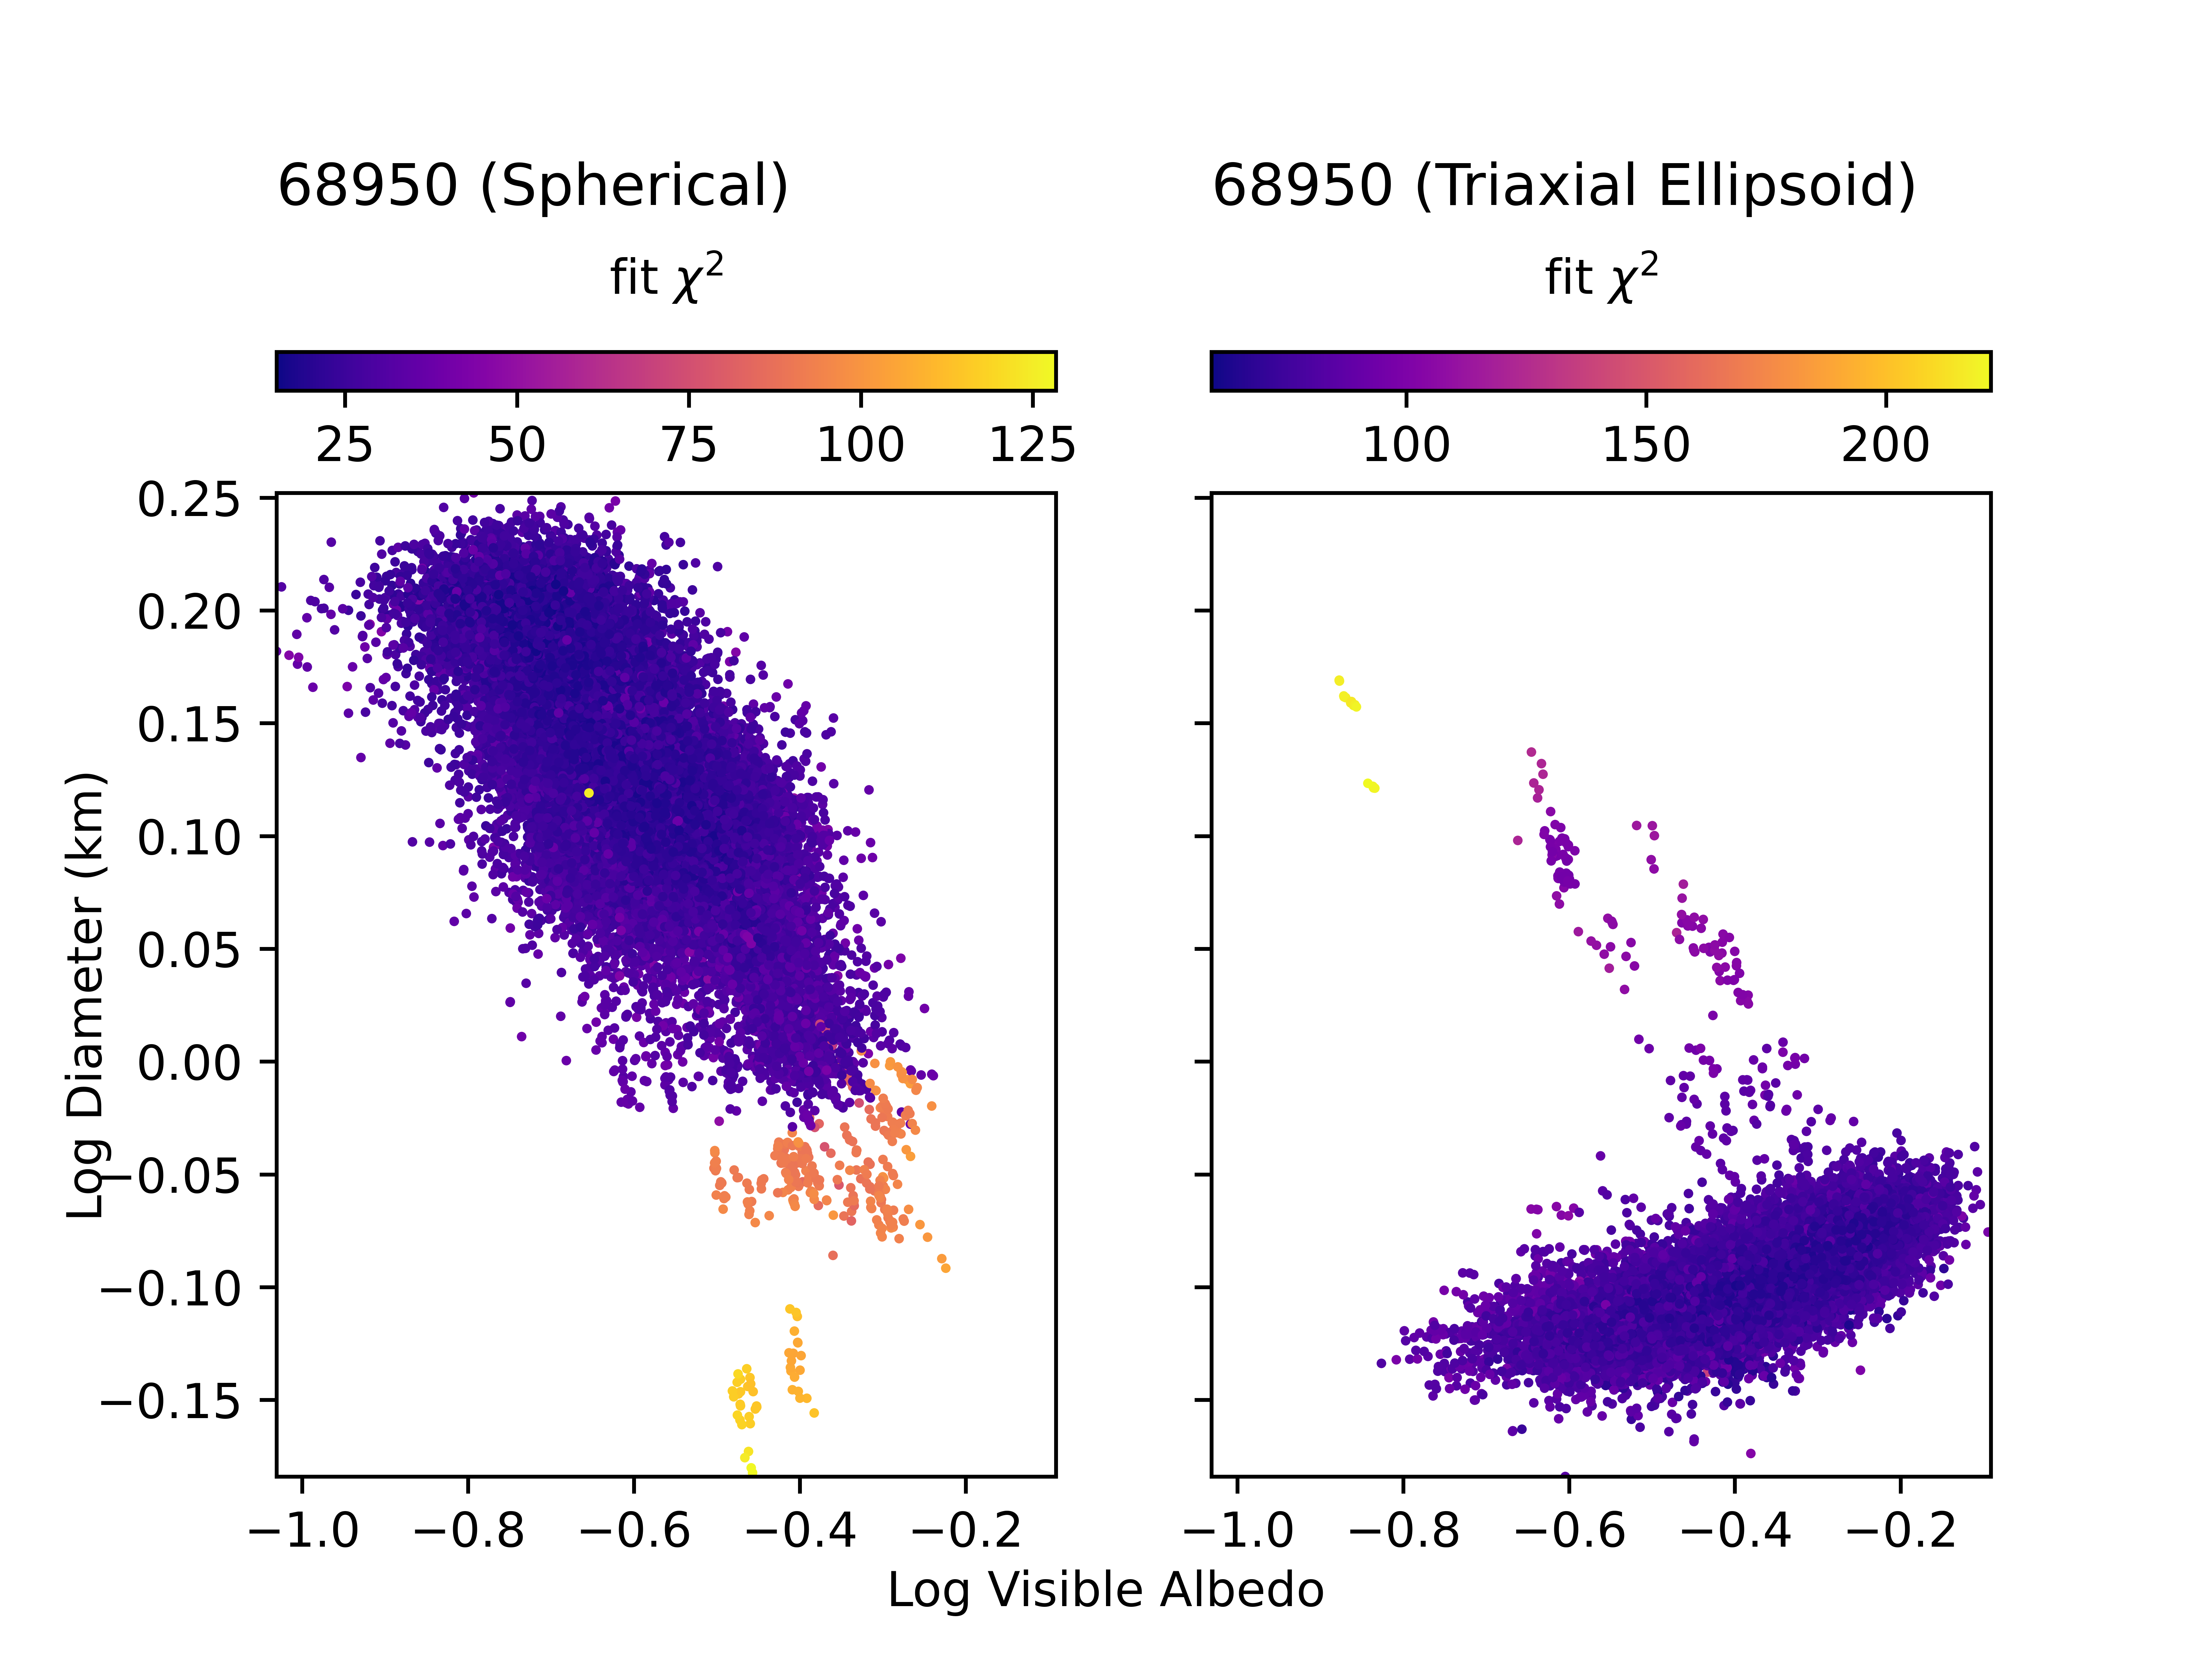 68950 (Spherical)
68950 (Triaxial Ellipsoid)
fit χ²
fit χ²
25 50 75 100 125
100 150 200
0.25
0.20
0.15
0.10
0.05
0.00
−0.05
−0.10
−0.15
Log Diameter (km)
−1.0 −0.8 −0.6 −0.4 −0.2
−1.0 −0.8 −0.6 −0.4 −0.2
Log Visible Albedo